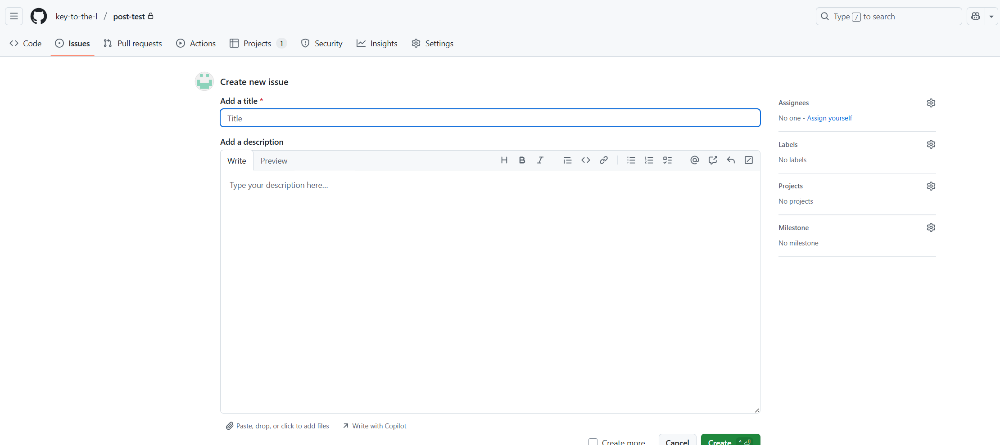 key-to-the-l / post-test
Type / to search
Code Issues Pull requests Actions Projects 1 Security Insights Settings
Create new issue
Add a title *
Title
Add a description
Write Preview
H B I
Type your description here...
Paste, drop, or click to add files
Write with Copilot
Create more Cancel Create
Assignees
No one - Assign yourself
Labels
No labels
Projects
No projects
Milestone
No milestone